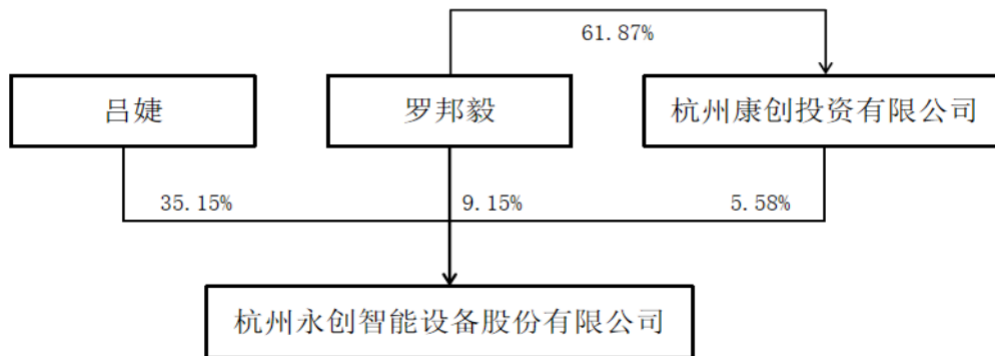 61.87%
吕婕
罗邦毅
杭州康创投资有限公司
35.15%
9.15%
5.58%
杭州永创智能设备股份有限公司